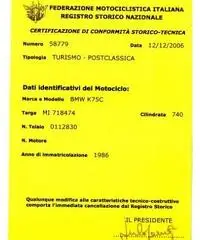 FEDERAZIONE MOTOCICLISTICA ITALIANA
REGISTRO STORICO NAZIONALE
CERTIFICAZIONE DI CONFORMITÀ STORICO-TECNICA
Numero 58779 Data 12/12/2006
Tipologia TURISMO - POSTCLASSICA
Dati identificativi del Motociclo:
Marca e Modello BMW K75C
Targa MI 718474 Cilindrata 740
N. Telaio 0112830
N. Motore
Anno di immatricolazione 1986
Qualunque modifica alle caratteristiche tecnico-costruttive
comporta l'immediata cancellazione dal Registro Storico
IL PRESIDENTE